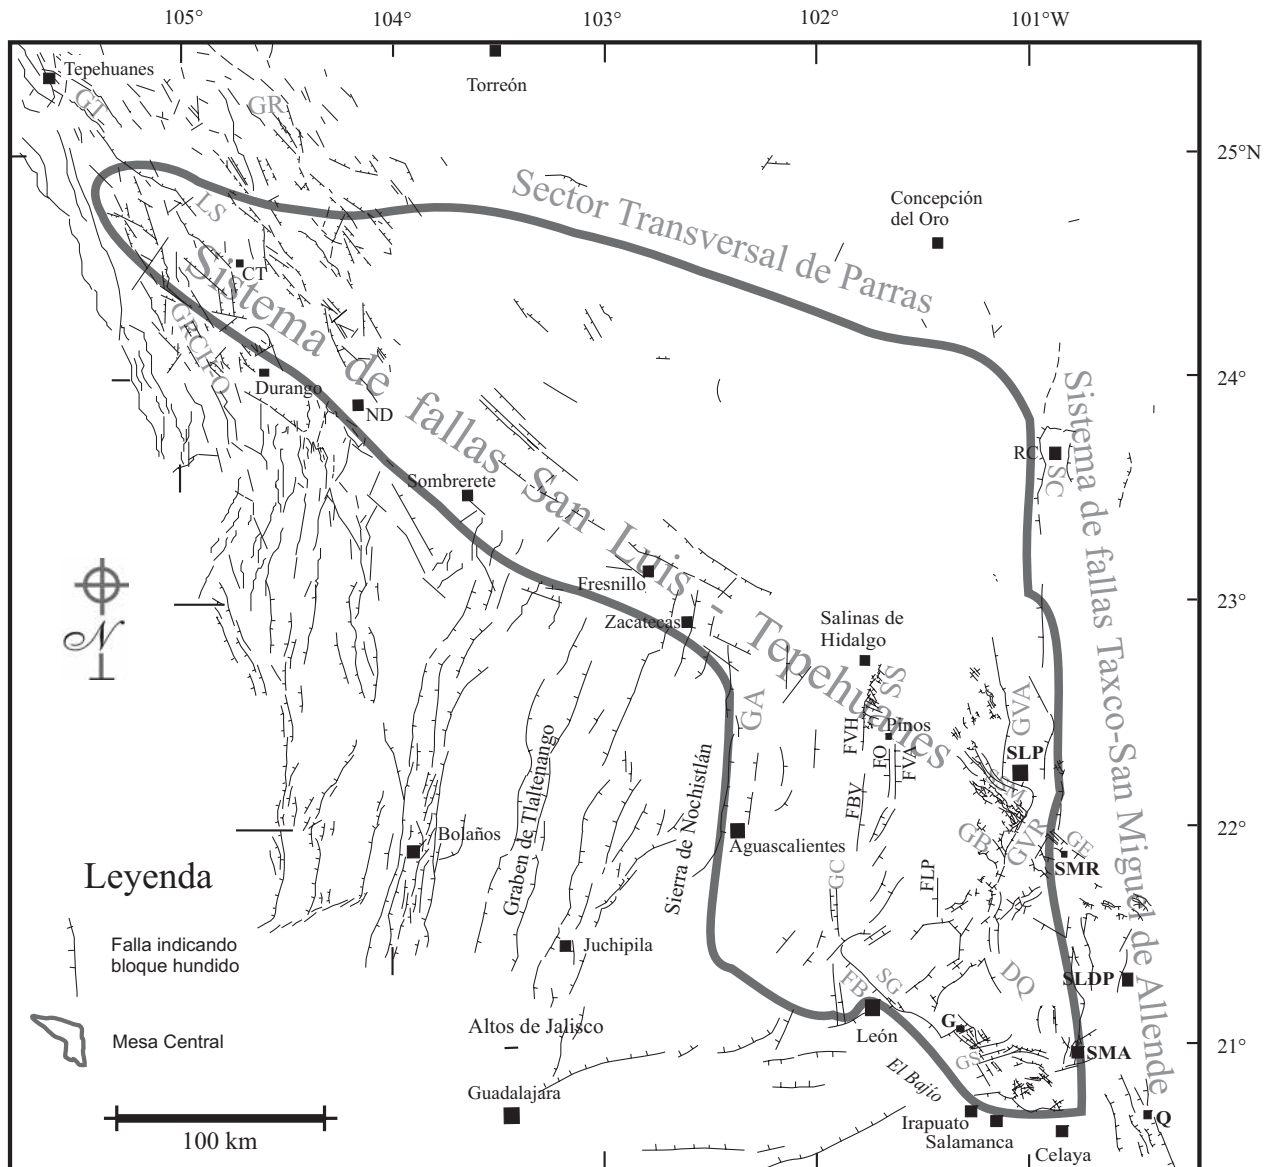 105°
104°
103°
102°
101°W
Tepehuanes
Torreón
GT
GR
25°N
Sector Transversal de Parras
Concepción
del Oro
LS
CT
Sistema de fallas San Luis - Tepehuanes
GRCH-O
Durango
ND
24°
Sistema de fallas Taxco-San Miguel de Allende
RC
SC
Sombrerete
Fresnillo
Zacatecas
23°
Salinas de
Hidalgo
N
GA
SS
GVA
Pinos
FVH
FO
FVA
SLP
SM
Graben de Tlaltenango
Sierra de Nochistlán
FBV
Bolaños
Aguascalientes
22°
GB
GVR
GE
SMR
GC
FLP
Leyenda
Falla indicando
bloque hundido
Juchipila
FB
SG
DQ
SLDP
Mesa Central
Altos de Jalisco
León
G
GS
SMA
21°
El Bajío
Guadalajara
100 km
Irapuato
Salamanca
Celaya
Q